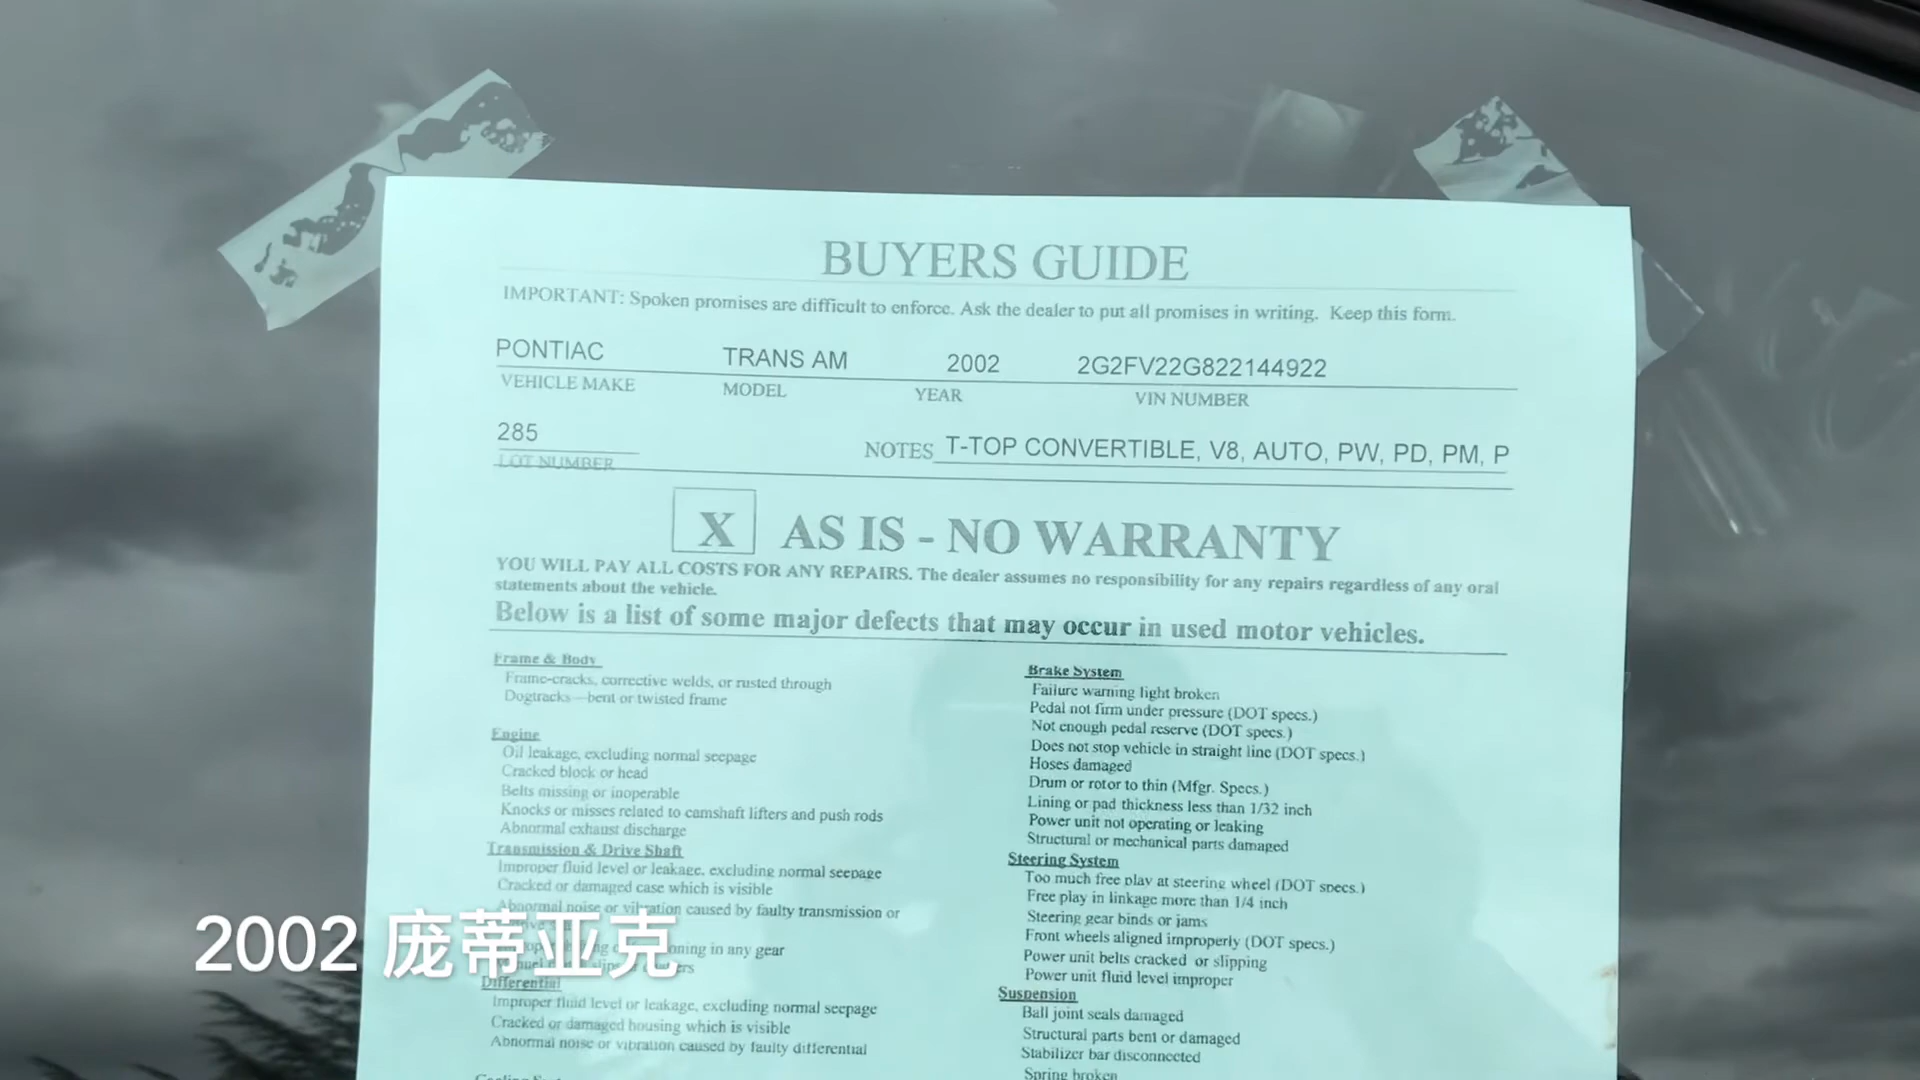 BUYERS GUIDE
IMPORTANT: Spoken promises are difficult to enforce. Ask the dealer to put all promises in writing. Keep this form.
PONTIAC TRANS AM 2002 2G2FV22G822144922
VEHICLE MAKE MODEL YEAR VIN NUMBER
285
LOT NUMBER
NOTES T-TOP CONVERTIBLE, V8, AUTO, PW, PD, PM, P
X AS IS - NO WARRANTY
YOU WILL PAY ALL COSTS FOR ANY REPAIRS. The dealer assumes no responsibility for any repairs regardless of any oral
statements about the vehicle.
Below is a list of some major defects that may occur in used motor vehicles.
Frame & Body
Frame-cracks, corrective welds, or rusted through
Dogtracks—bent or twisted frame
Engine
Oil leakage, excluding normal seepage
Cracked block or head
Belts missing or inoperable
Knocks or misses related to camshaft lifters and push rods
Abnormal exhaust discharge
Transmission & Drive Shaft
Improper fluid level or leakage, excluding normal seepage
Cracked or damaged case which is visible
Abnormal noise or vibration caused by faulty transmission or
in any gear
Differential
Improper fluid level or leakage, excluding normal seepage
Cracked or damaged housing which is visible
Abnormal noise or vibration caused by faulty differential
Brake System
Failure warning light broken
Pedal not firm under pressure (DOT specs.)
Not enough pedal reserve (DOT specs.)
Does not stop vehicle in straight line (DOT specs.)
Hoses damaged
Drum or rotor to thin (Mfgr. Specs.)
Lining or pad thickness less than 1/32 inch
Power unit not operating or leaking
Structural or mechanical parts damaged
Steering System
Too much free play at steering wheel (DOT specs.)
Free play in linkage more than 1/4 inch
Steering gear binds or jams
Front wheels aligned improperly (DOT specs.)
Power unit belts cracked or slipping
Power unit fluid level improper
Suspension
Ball joint seals damaged
Structural parts bent or damaged
Stabilizer bar disconnected
Spring broken
2002 庞蒂亚克